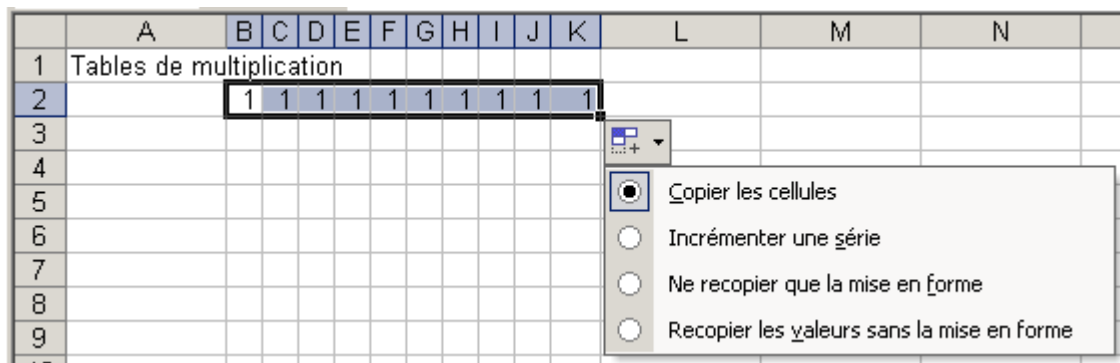 A B C D E F G H I J K L M N
1 Tables de multiplication
2 1 1 1 1 1 1 1 1 1 1
3
4
5 Copier les cellules
6 Incrémenter une série
7 Ne recopier que la mise en forme
8
9 Recopier les valeurs sans la mise en forme